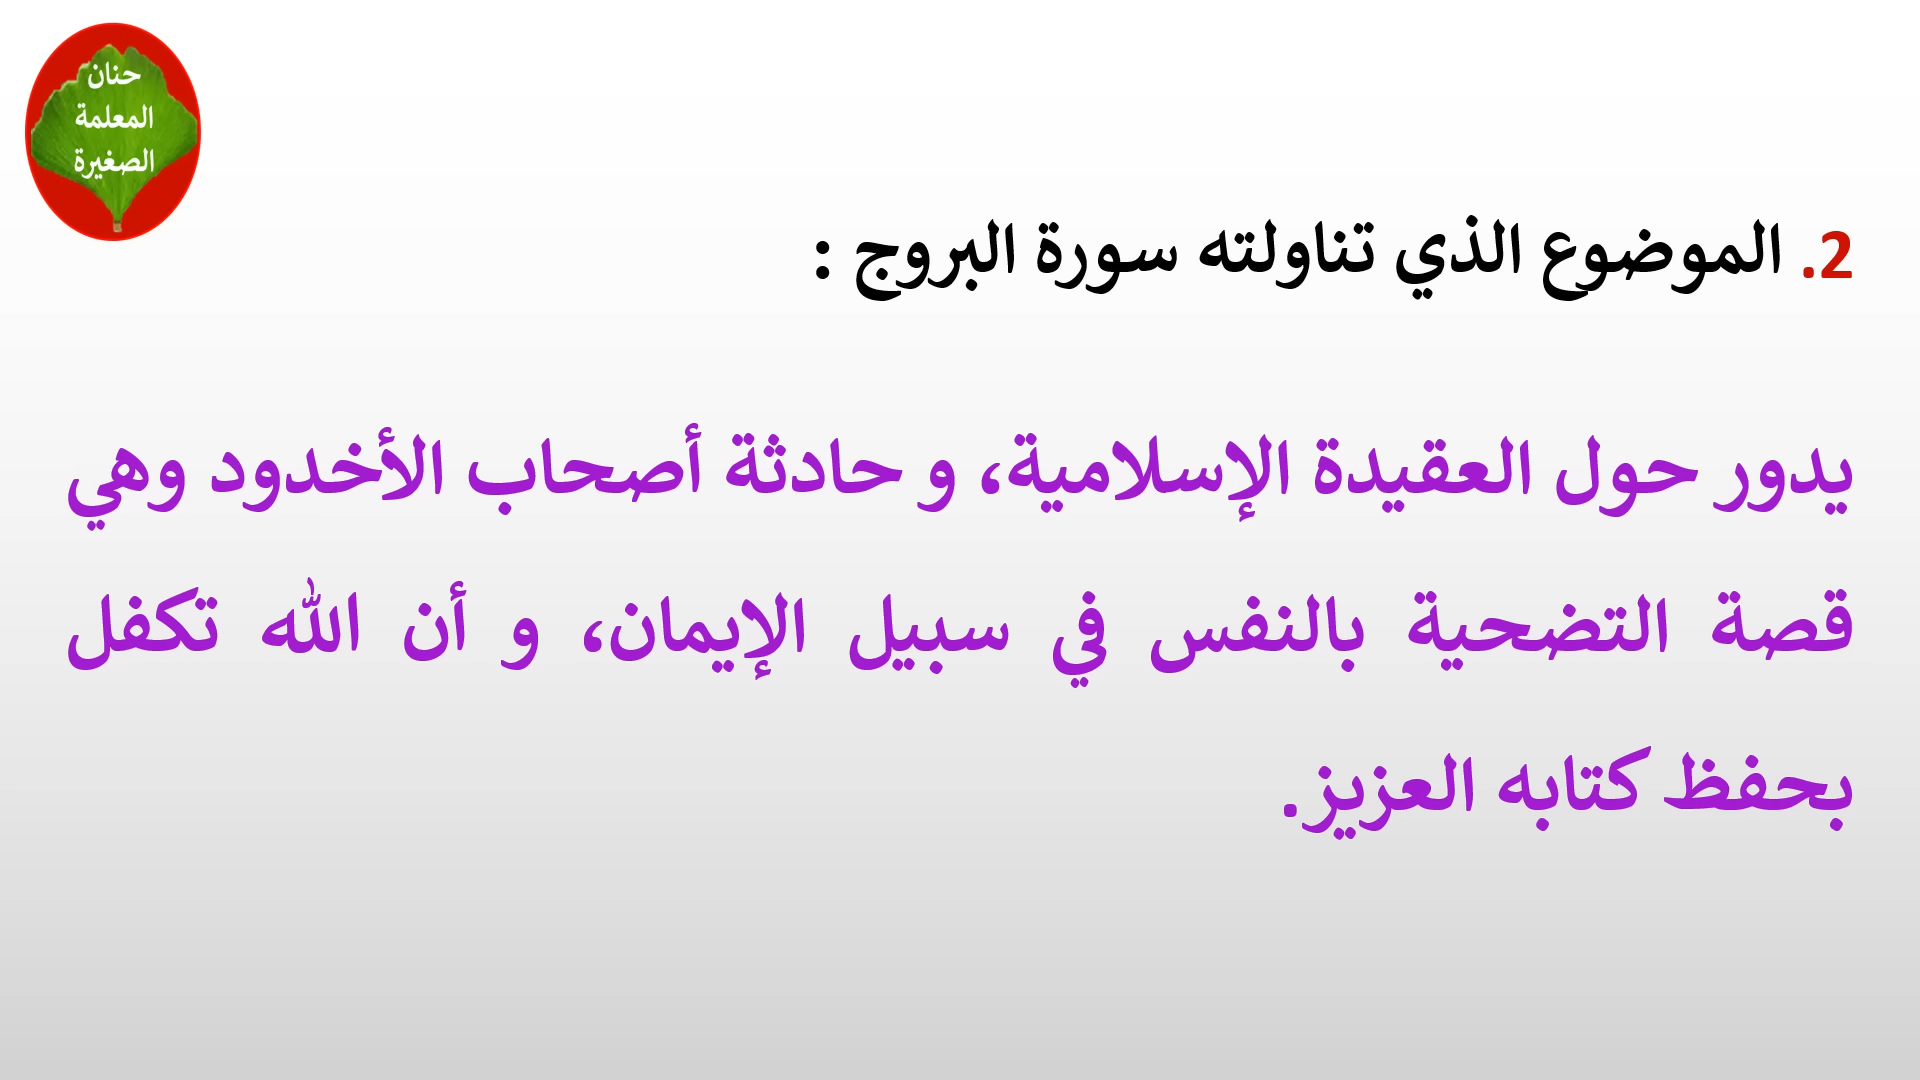 حنان
المعلمة
الصغيرة
2. الموضوع الذي تناولته سورة البروج :
يدور حول العقيدة الإسلامية، و حادثة أصحاب الأخدود وهي
قصة التضحية بالنفس في سبيل الإيمان، و أن الله تكفل
بحفظ كتابه العزيز.